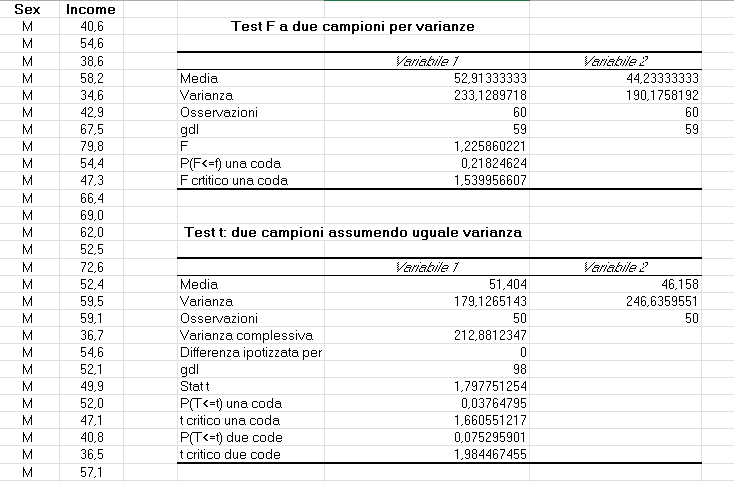 Sex Income
M 40,6 Test F a due campioni per varianze
M 54,6
M 38,6 Variabile 1 Variabile 2
M 58,2 Media 52,91333333 44,23333333
M 34,6 Varianza 233,1289718 190,1758192
M 42,9 Osservazioni 60 60
M 67,5 gdl 59 59
M 79,8 F 1,225860221
M 54,4 P(F<=f) una coda 0,21824624
M 47,3 F crtitico una coda 1,539956607
M 66,4
M 69,0
M 62,0 Test t: due campioni assumendo uguale varianza
M 52,5
M 72,6 Variabile 1 Variabile 2
M 52,4 Media 51,404 46,158
M 59,5 Varianza 179,1265143 246,6359551
M 59,1 Osservazioni 50 50
M 36,7 Varianza complessiva 212,8812347
M 54,6 Differenza ipotizzata per 0
M 52,1 gdl 98
M 49,9 Stat t 1,797751254
M 52,0 P(T<=t) una coda 0,03764795
M 47,1 t critico una coda 1,660551217
M 40,8 P(T<=t) due code 0,075295901
M 36,5 t critico due code 1,984467455
M 57,1